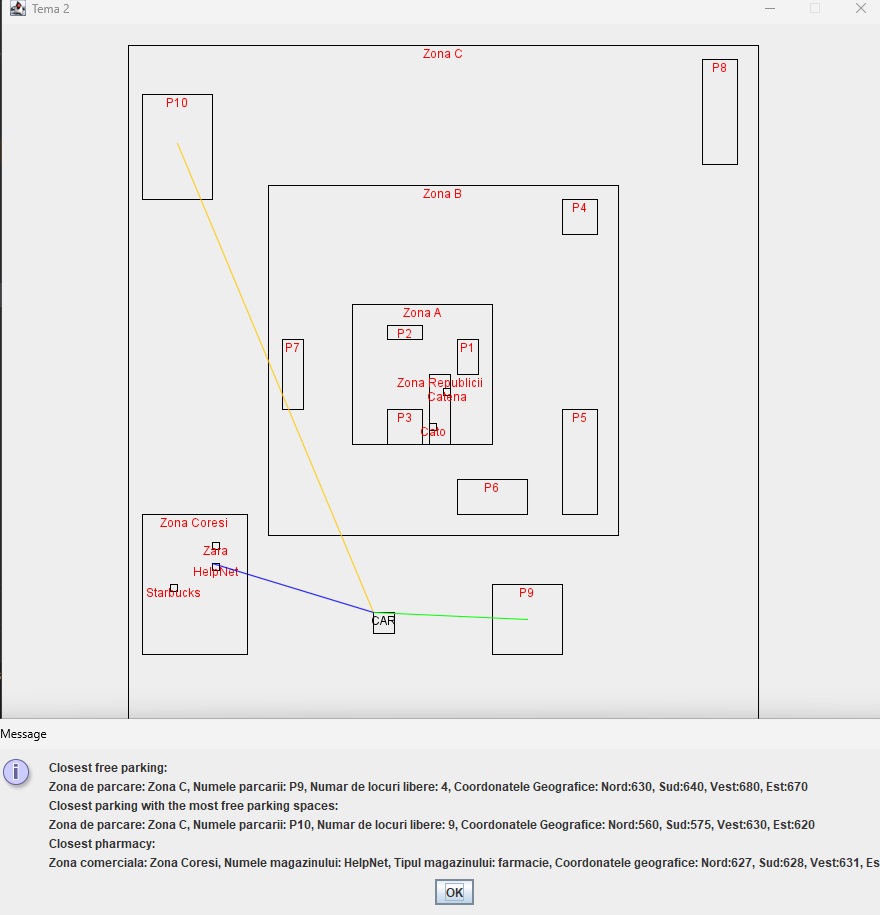 Tema 2
Zona C
P8
P10
Zona B
P4
Zona A
P2
P7
P1
Zona Republicii
Catena
P3
P5
Cato
P6
Zona Coresi
Zara
HelpNet
Starbucks
P9
CAR
Message
Closest free parking:
Zona de parcare: Zona C, Numele parcarii: P9, Numar de locuri libere: 4, Coordonatele Geografice: Nord:630, Sud:640, Vest:680, Est:670
Closest parking with the most free parking spaces:
Zona de parcare: Zona C, Numele parcarii: P10, Numar de locuri libere: 9, Coordonatele Geografice: Nord:560, Sud:575, Vest:630, Est:620
Closest pharmacy:
Zona comerciala: Zona Coresi, Numele magazinului: HelpNet, Tipul magazinului: farmacie, Coordonatele geografice: Nord:627, Sud:628, Vest:631, Es
OK